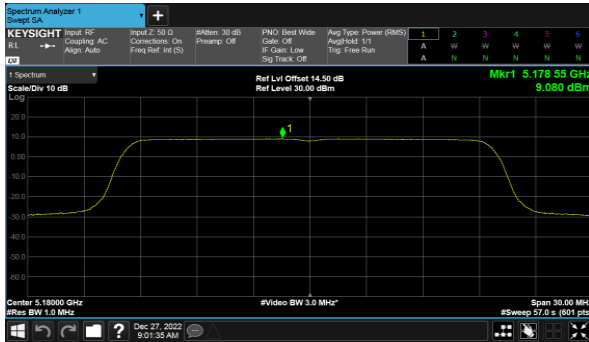 Spectrum Analyzer 1
Swept SA
+
KEYSIGHT
RL
Input: RF
Coupling: AC
Align: Auto
Input Z: 50 Ω
Corrections: On
Freq Ref: Int (S)
#Atten: 30 dB
Preamp: Off
PNO: Best Wide
Gate: Off
IF Gain: Low
Sig Track: Off
Avg Type: Power (RMS)
Avg|Hold: 1/1
Trig: Free Run
1 2 3 4 5 6
A W W W W W
A N N N N N
1 Spectrum
Scale/Div 10 dB
Ref Lvl Offset 14.50 dB
Ref Level 30.00 dBm
Mkr1 5.178 55 GHz
9.080 dBm
Log
20.0
10.0
0.00
-10.0
-20.0
-30.0
-40.0
-50.0
-60.0
1
Center 5.18000 GHz
#Res BW 1.0 MHz
#Video BW 3.0 MHz*
Span 30.00 MHz
#Sweep 57.0 s (601 pts)
?
Dec 27, 2022
9:01:35 AM